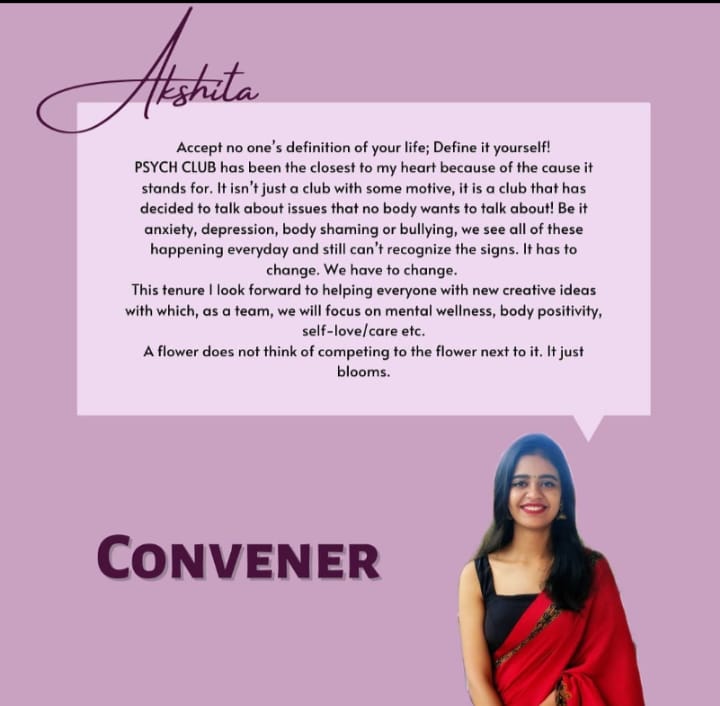 Akshita
Accept no one's definition of your life; Define it yourself!
PSYCH CLUB has been the closest to my heart because of the cause it
stands for. It isn't just a club with some motive, it is a club that has
decided to talk about issues that no body wants to talk about! Be it
anxiety, depression, body shaming or bullying, we see all of these
happening everyday and still can't recognize the signs. It has to
change. We have to change.
This tenure I look forward to helping everyone with new creative ideas
with which, as a team, we will focus on mental wellness, body positivity,
self-love/care etc.
A flower does not think of competing to the flower next to it. It just
blooms.
CONVENER